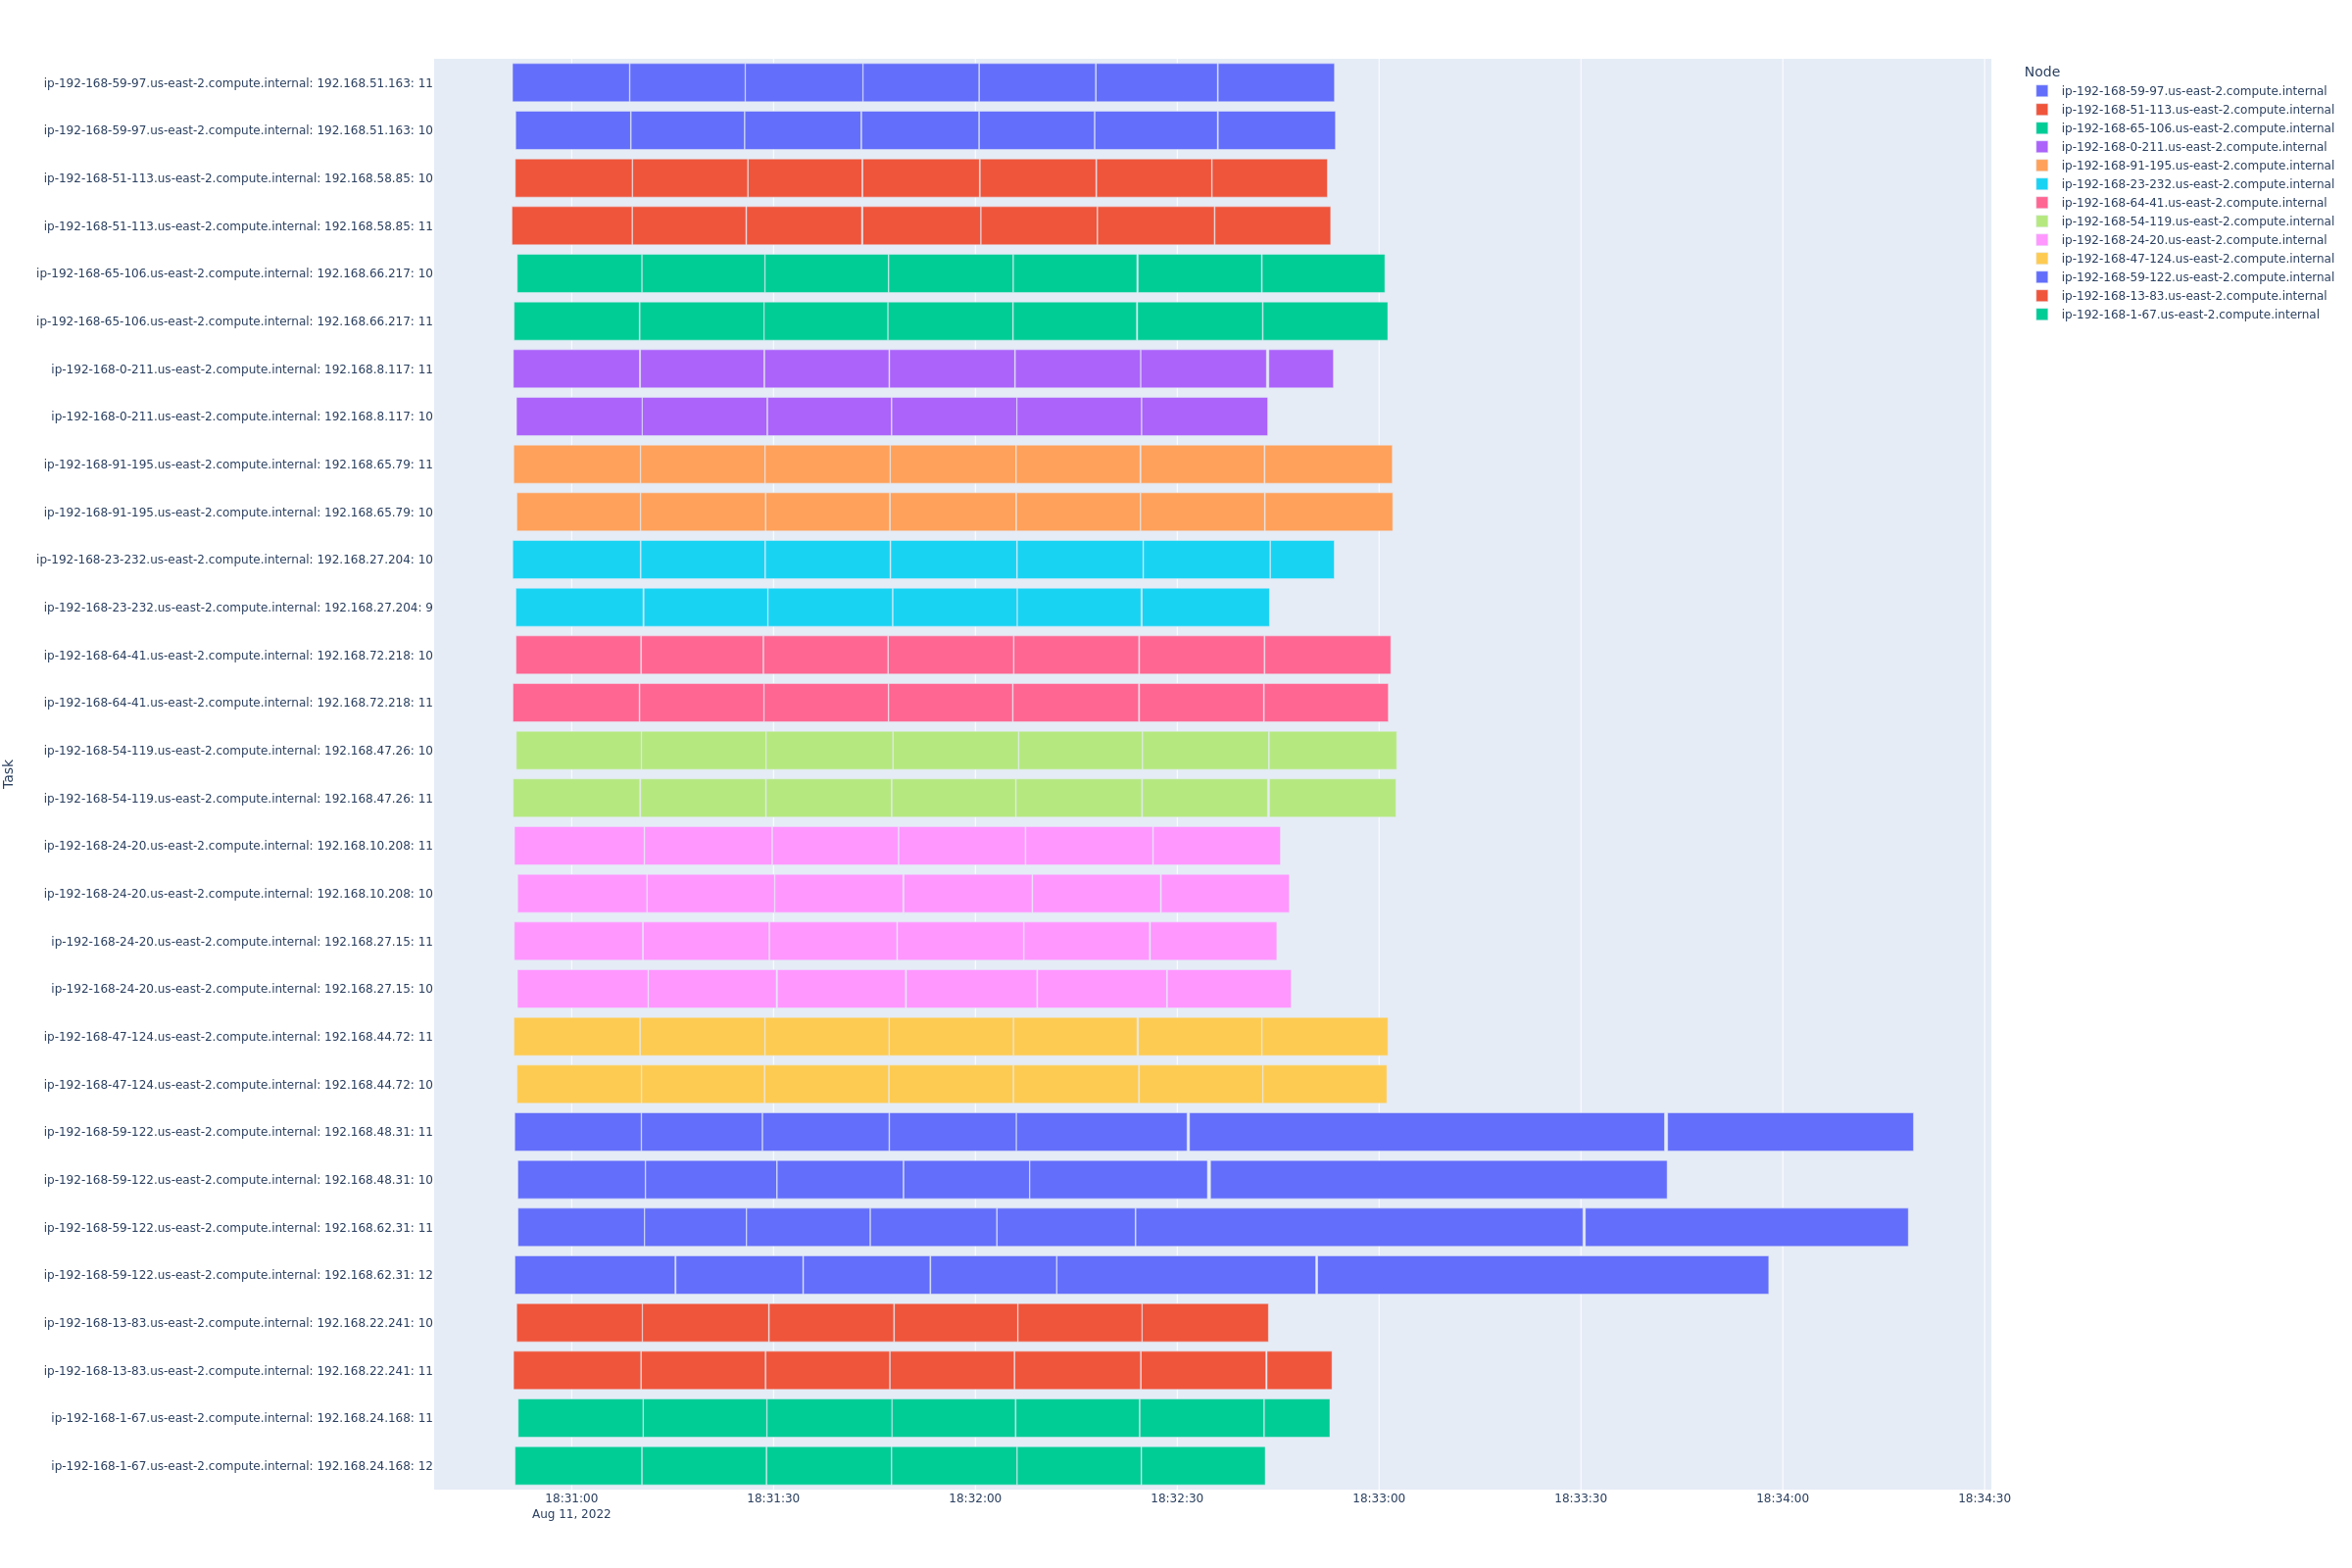 Task
ip-192-168-59-97.us-east-2.compute.internal: 192.168.51.163: 11
ip-192-168-59-97.us-east-2.compute.internal: 192.168.51.163: 10
ip-192-168-51-113.us-east-2.compute.internal: 192.168.58.85: 10
ip-192-168-51-113.us-east-2.compute.internal: 192.168.58.85: 11
ip-192-168-65-106.us-east-2.compute.internal: 192.168.66.217: 10
ip-192-168-65-106.us-east-2.compute.internal: 192.168.66.217: 11
ip-192-168-0-211.us-east-2.compute.internal: 192.168.8.117: 11
ip-192-168-0-211.us-east-2.compute.internal: 192.168.8.117: 10
ip-192-168-91-195.us-east-2.compute.internal: 192.168.65.79: 11
ip-192-168-91-195.us-east-2.compute.internal: 192.168.65.79: 10
ip-192-168-23-232.us-east-2.compute.internal: 192.168.27.204: 10
ip-192-168-23-232.us-east-2.compute.internal: 192.168.27.204: 9
ip-192-168-64-41.us-east-2.compute.internal: 192.168.72.218: 10
ip-192-168-64-41.us-east-2.compute.internal: 192.168.72.218: 11
ip-192-168-54-119.us-east-2.compute.internal: 192.168.47.26: 10
ip-192-168-54-119.us-east-2.compute.internal: 192.168.47.26: 11
ip-192-168-24-20.us-east-2.compute.internal: 192.168.10.208: 11
ip-192-168-24-20.us-east-2.compute.internal: 192.168.10.208: 10
ip-192-168-24-20.us-east-2.compute.internal: 192.168.27.15: 11
ip-192-168-24-20.us-east-2.compute.internal: 192.168.27.15: 10
ip-192-168-47-124.us-east-2.compute.internal: 192.168.44.72: 11
ip-192-168-47-124.us-east-2.compute.internal: 192.168.44.72: 10
ip-192-168-59-122.us-east-2.compute.internal: 192.168.48.31: 11
ip-192-168-59-122.us-east-2.compute.internal: 192.168.48.31: 10
ip-192-168-59-122.us-east-2.compute.internal: 192.168.62.31: 11
ip-192-168-59-122.us-east-2.compute.internal: 192.168.62.31: 12
ip-192-168-13-83.us-east-2.compute.internal: 192.168.22.241: 10
ip-192-168-13-83.us-east-2.compute.internal: 192.168.22.241: 11
ip-192-168-1-67.us-east-2.compute.internal: 192.168.24.168: 11
ip-192-168-1-67.us-east-2.compute.internal: 192.168.24.168: 12
18:31:00 18:31:30 18:32:00 18:32:30 18:33:00 18:33:30 18:34:00 18:34:30
Aug 11, 2022
Node
ip-192-168-59-97.us-east-2.compute.internal
ip-192-168-51-113.us-east-2.compute.internal
ip-192-168-65-106.us-east-2.compute.internal
ip-192-168-0-211.us-east-2.compute.internal
ip-192-168-91-195.us-east-2.compute.internal
ip-192-168-23-232.us-east-2.compute.internal
ip-192-168-64-41.us-east-2.compute.internal
ip-192-168-54-119.us-east-2.compute.internal
ip-192-168-24-20.us-east-2.compute.internal
ip-192-168-47-124.us-east-2.compute.internal
ip-192-168-59-122.us-east-2.compute.internal
ip-192-168-13-83.us-east-2.compute.internal
ip-192-168-1-67.us-east-2.compute.internal